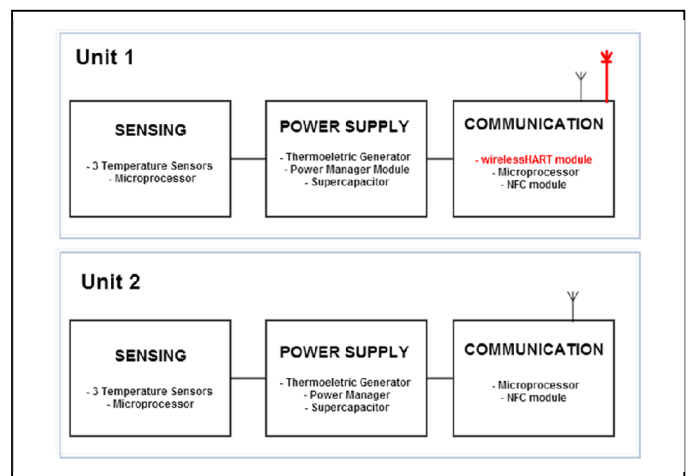 Unit 1
SENSING
- 3 Temperature Sensors
- Microprocessor
POWER SUPPLY
- Thermoeletric Generator
- Power Manager Module
- Supercapacitor
COMMUNICATION
- wirelessHART module
- Microprocessor
- NFC module
Unit 2
SENSING
- 3 Temperature Sensors
- Microprocessor
POWER SUPPLY
- Thermoeletric Generator
- Power Manager
- Supercapacitor
COMMUNICATION
- Microprocessor
- NFC module